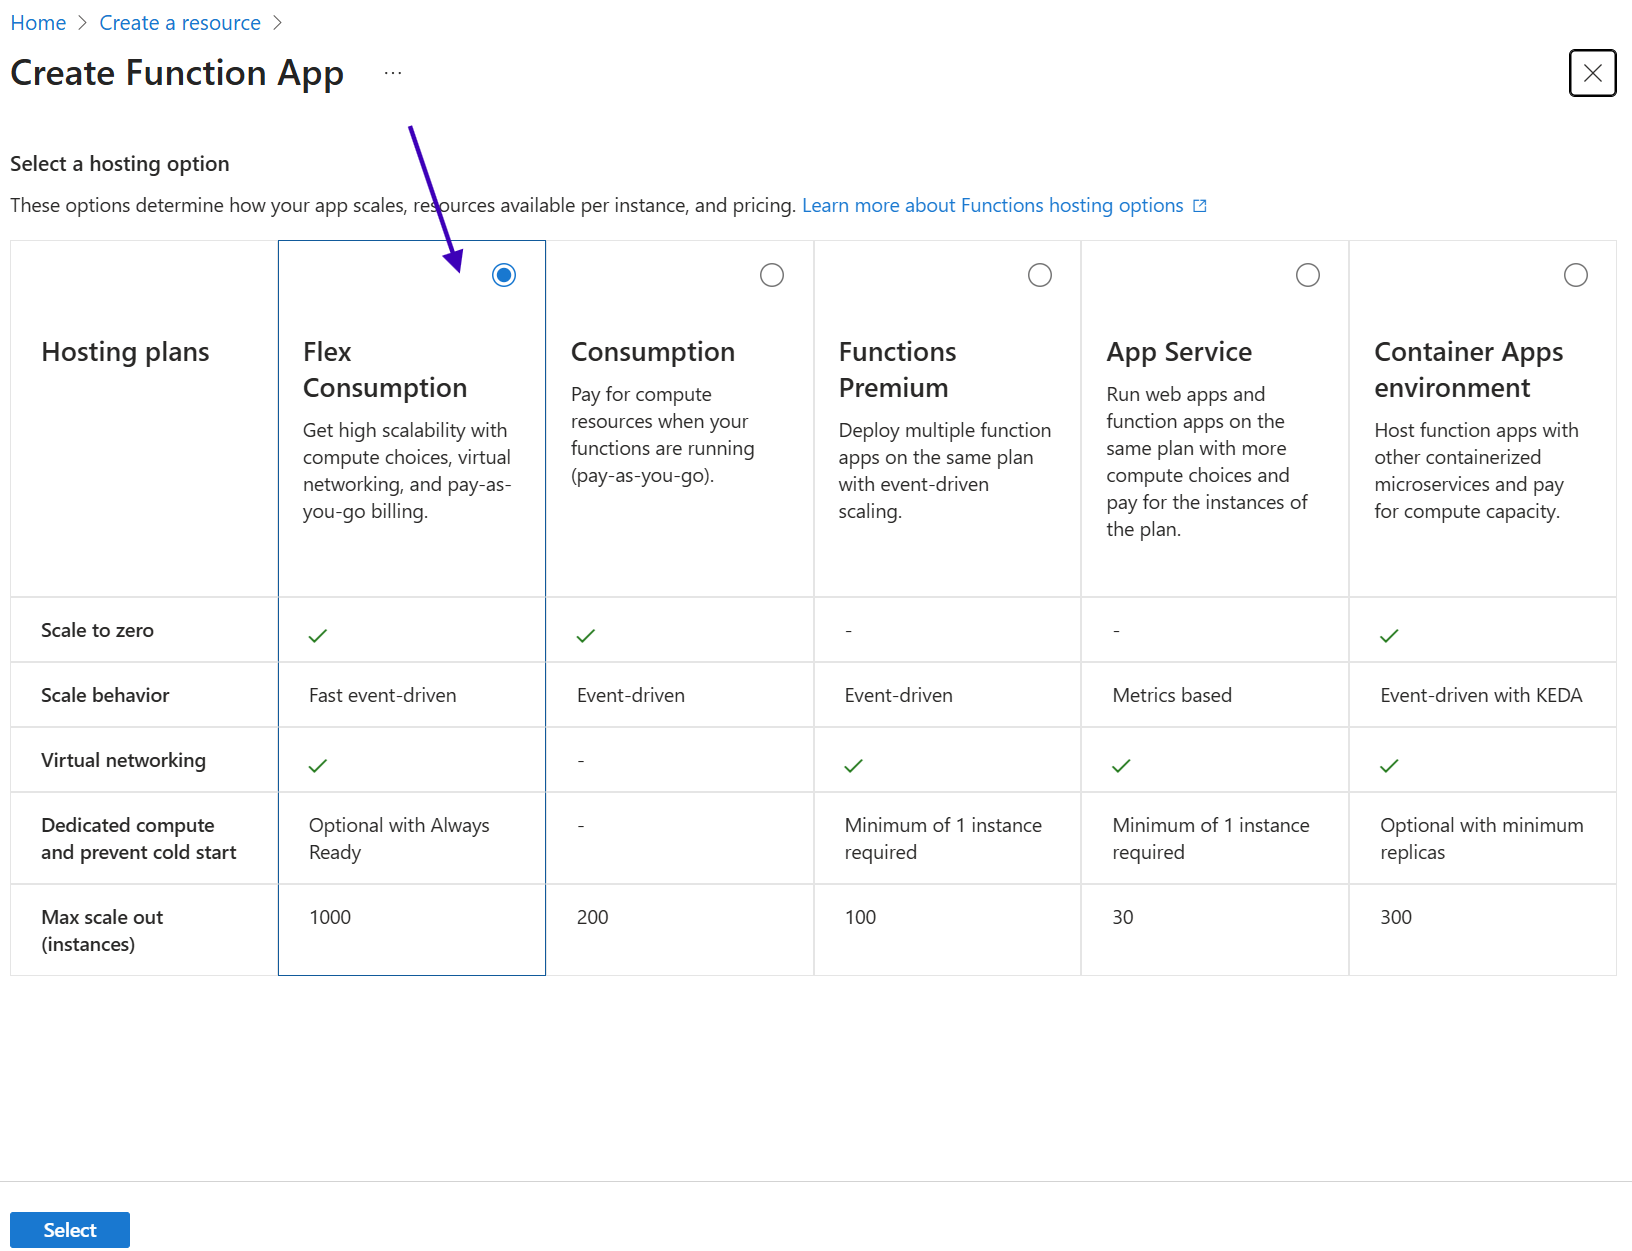 Home > Create a resource >
Create Function App ...
Select a hosting option
These options determine how your app scales, resources available per instance, and pricing. Learn more about Functions hosting options
Hosting plans
Flex
Consumption
Get high scalability with
compute choices, virtual
networking, and pay-as-
you-go billing.
Consumption
Pay for compute
resources when your
functions are running
(pay-as-you-go).
Functions
Premium
Deploy multiple function
apps on the same plan
with event-driven
scaling.
App Service
Run web apps and
function apps on the
same plan with more
compute choices and
pay for the instances of
the plan.
Container Apps
environment
Host function apps with
other containerized
microservices and pay
for compute capacity.
Scale to zero
-
-
Scale behavior
Fast event-driven
Event-driven
Event-driven
Metrics based
Event-driven with KEDA
Virtual networking
-
Dedicated compute
and prevent cold start
Optional with Always
Ready
-
Minimum of 1 instance
required
Minimum of 1 instance
required
Optional with minimum
replicas
Max scale out
(instances)
1000
200
100
30
300
Select